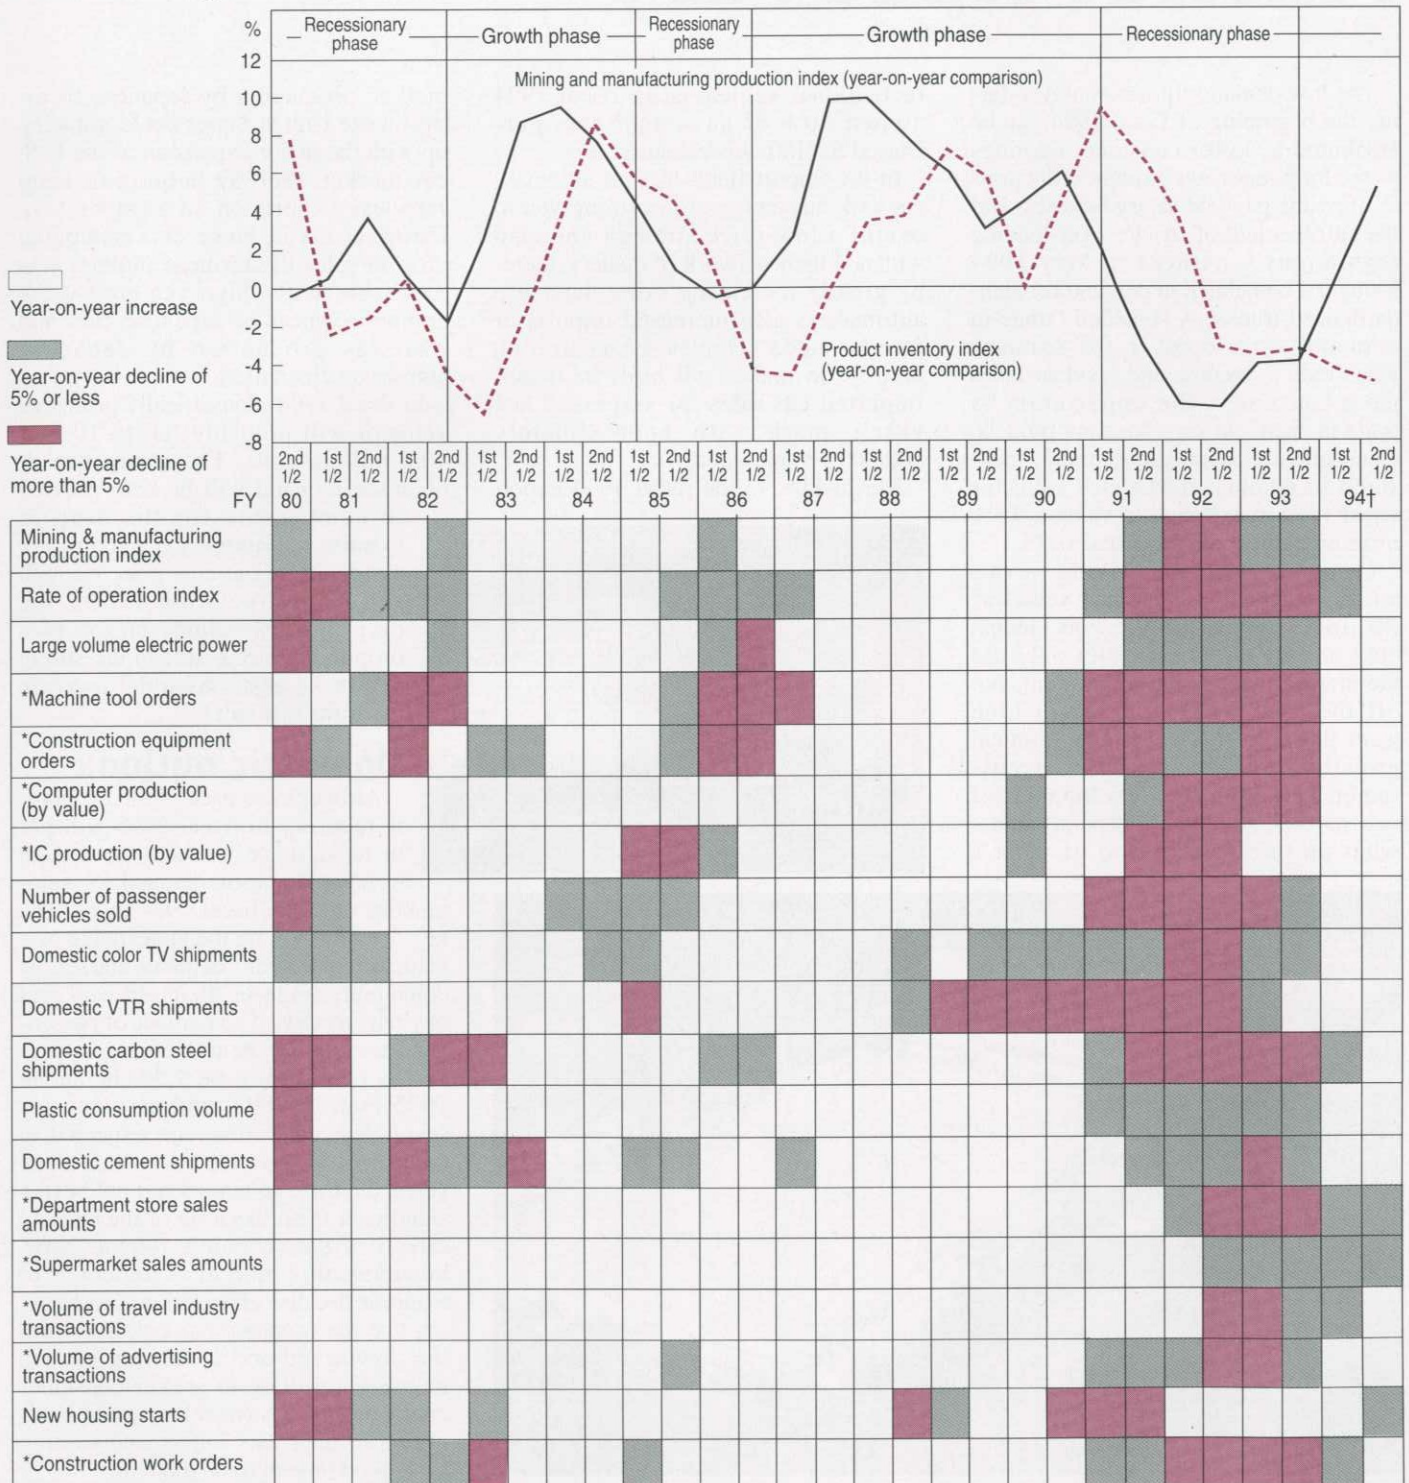 %
Recessionary
phase
Growth phase
Recessionary
phase
Growth phase
Recessionary phase
12
10
8
6
4
2
0
-2
-4
-6
-8
Mining and manufacturing production index (year-on-year comparison)
Product inventory index
(year-on-year comparison)
Year-on-year increase
Year-on-year decline of
5% or less
Year-on-year decline of
more than 5%
2nd 1st 2nd 1st 2nd 1st 2nd 1st 2nd 1st 2nd 1st 2nd 1st 2nd 1st 2nd 1st 2nd 1st 2nd 1st 2nd 1st 2nd 1st 2nd 1st 2nd
1/2 1/2 1/2 1/2 1/2 1/2 1/2 1/2 1/2 1/2 1/2 1/2 1/2 1/2 1/2 1/2 1/2 1/2 1/2 1/2 1/2 1/2 1/2 1/2 1/2 1/2 1/2 1/2 1/2
FY 80 81 82 83 84 85 86 87 88 89 90 91 92 93 94†
Mining & manufacturing
production index
Rate of operation index
Large volume electric power
*Machine tool orders
*Construction equipment
orders
*Computer production
(by value)
*IC production (by value)
Number of passenger
vehicles sold
Domestic color TV shipments
Domestic VTR shipments
Domestic carbon steel
shipments
Plastic consumption volume
Domestic cement shipments
*Department store sales
amounts
*Supermarket sales amounts
*Volume of travel industry
transactions
*Volume of advertising
transactions
New housing starts
*Construction work orders